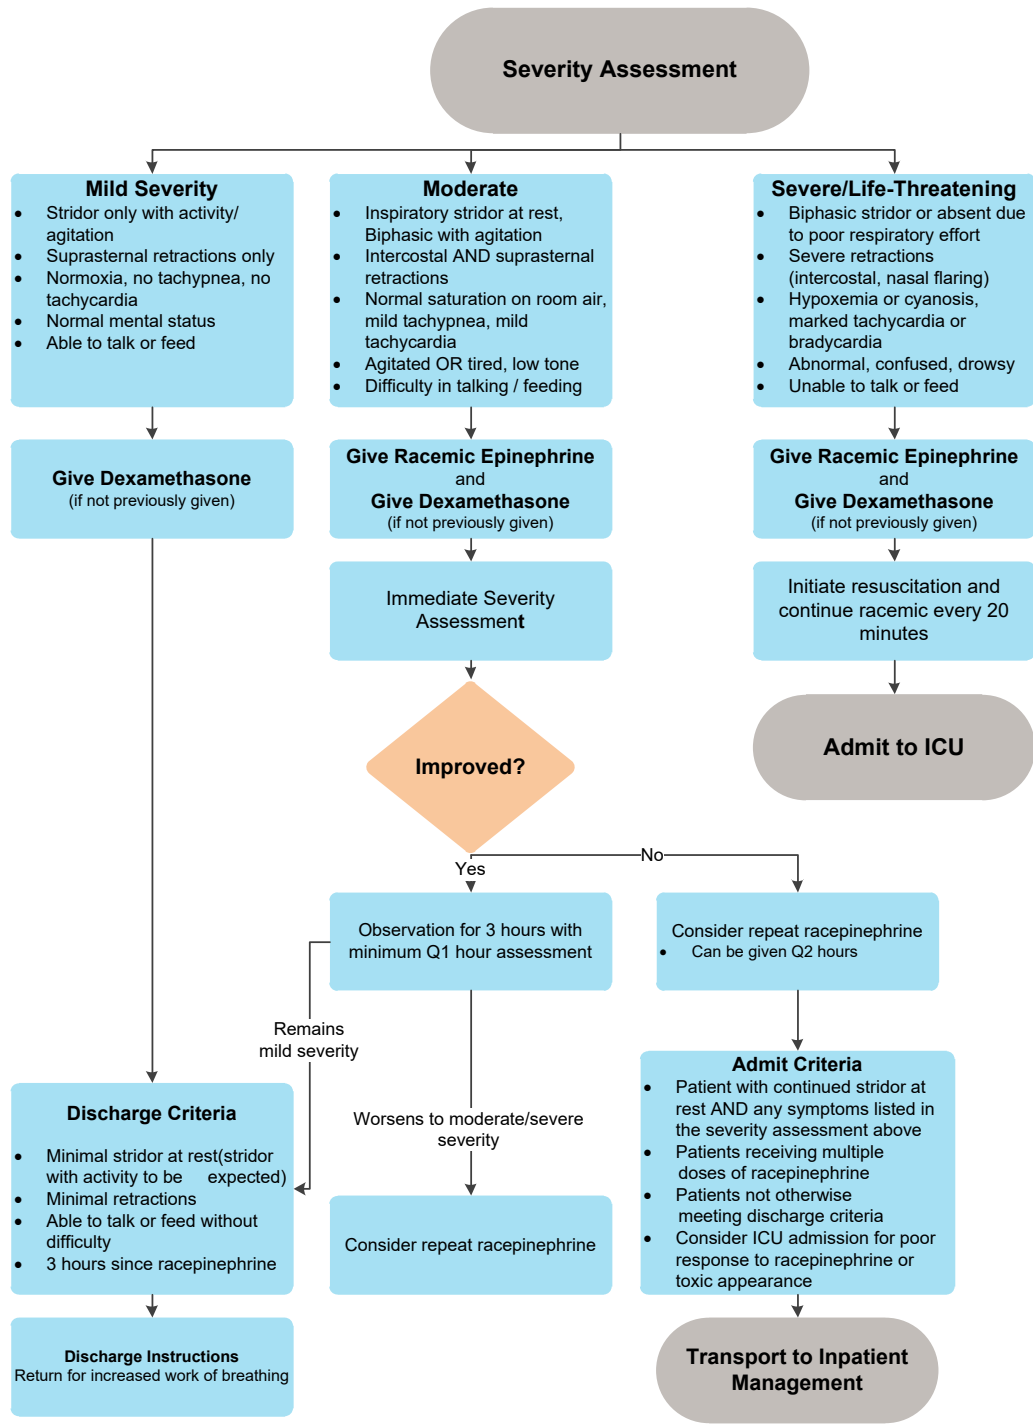 Severity Assessment
Mild Severity
• Stridor only with activity/
agitation
• Suprasternal retractions only
• Normoxia, no tachypnea, no
tachycardia
• Normal mental status
• Able to talk or feed
Moderate
• Inspiratory stridor at rest,
Biphasic with agitation
• Intercostal AND suprasternal
retractions
• Normal saturation on room air,
mild tachypnea, mild
tachycardia
• Agitated OR tired, low tone
• Difficulty in talking / feeding
Severe/Life-Threatening
• Biphasic stridor or absent due
to poor respiratory effort
• Severe retractions
(intercostal, nasal flaring)
• Hypoxemia or cyanosis,
marked tachycardia or
bradycardia
• Abnormal, confused, drowsy
• Unable to talk or feed
Give Dexamethasone
(if not previously given)
Give Racemic Epinephrine
and
Give Dexamethasone
(if not previously given)
Give Racemic Epinephrine
and
Give Dexamethasone
(if not previously given)
Immediate Severity
Assessment
Initiate resuscitation and
continue racemic every 20
minutes
Improved?
Admit to ICU
Yes
No
Observation for 3 hours with
minimum Q1 hour assessment
Consider repeat racepinephrine
• Can be given Q2 hours
Remains
mild severity
Worsens to moderate/severe
severity
Discharge Criteria
• Minimal stridor at rest(stridor
with activity to be expected)
• Minimal retractions
• Able to talk or feed without
difficulty
• 3 hours since racepinephrine
Consider repeat racepinephrine
Admit Criteria
• Patient with continued stridor at
rest AND any symptoms listed in
the severity assessment above
• Patients receiving multiple
doses of racepinephrine
• Patients not otherwise
meeting discharge criteria
• Consider ICU admission for poor
response to racepinephrine or
toxic appearance
Discharge Instructions
Return for increased work of breathing
Transport to Inpatient
Management